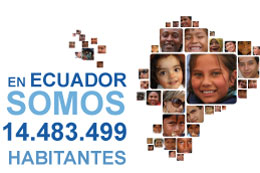 EN ECUADOR
SOMOS
14.483.499
HABITANTES